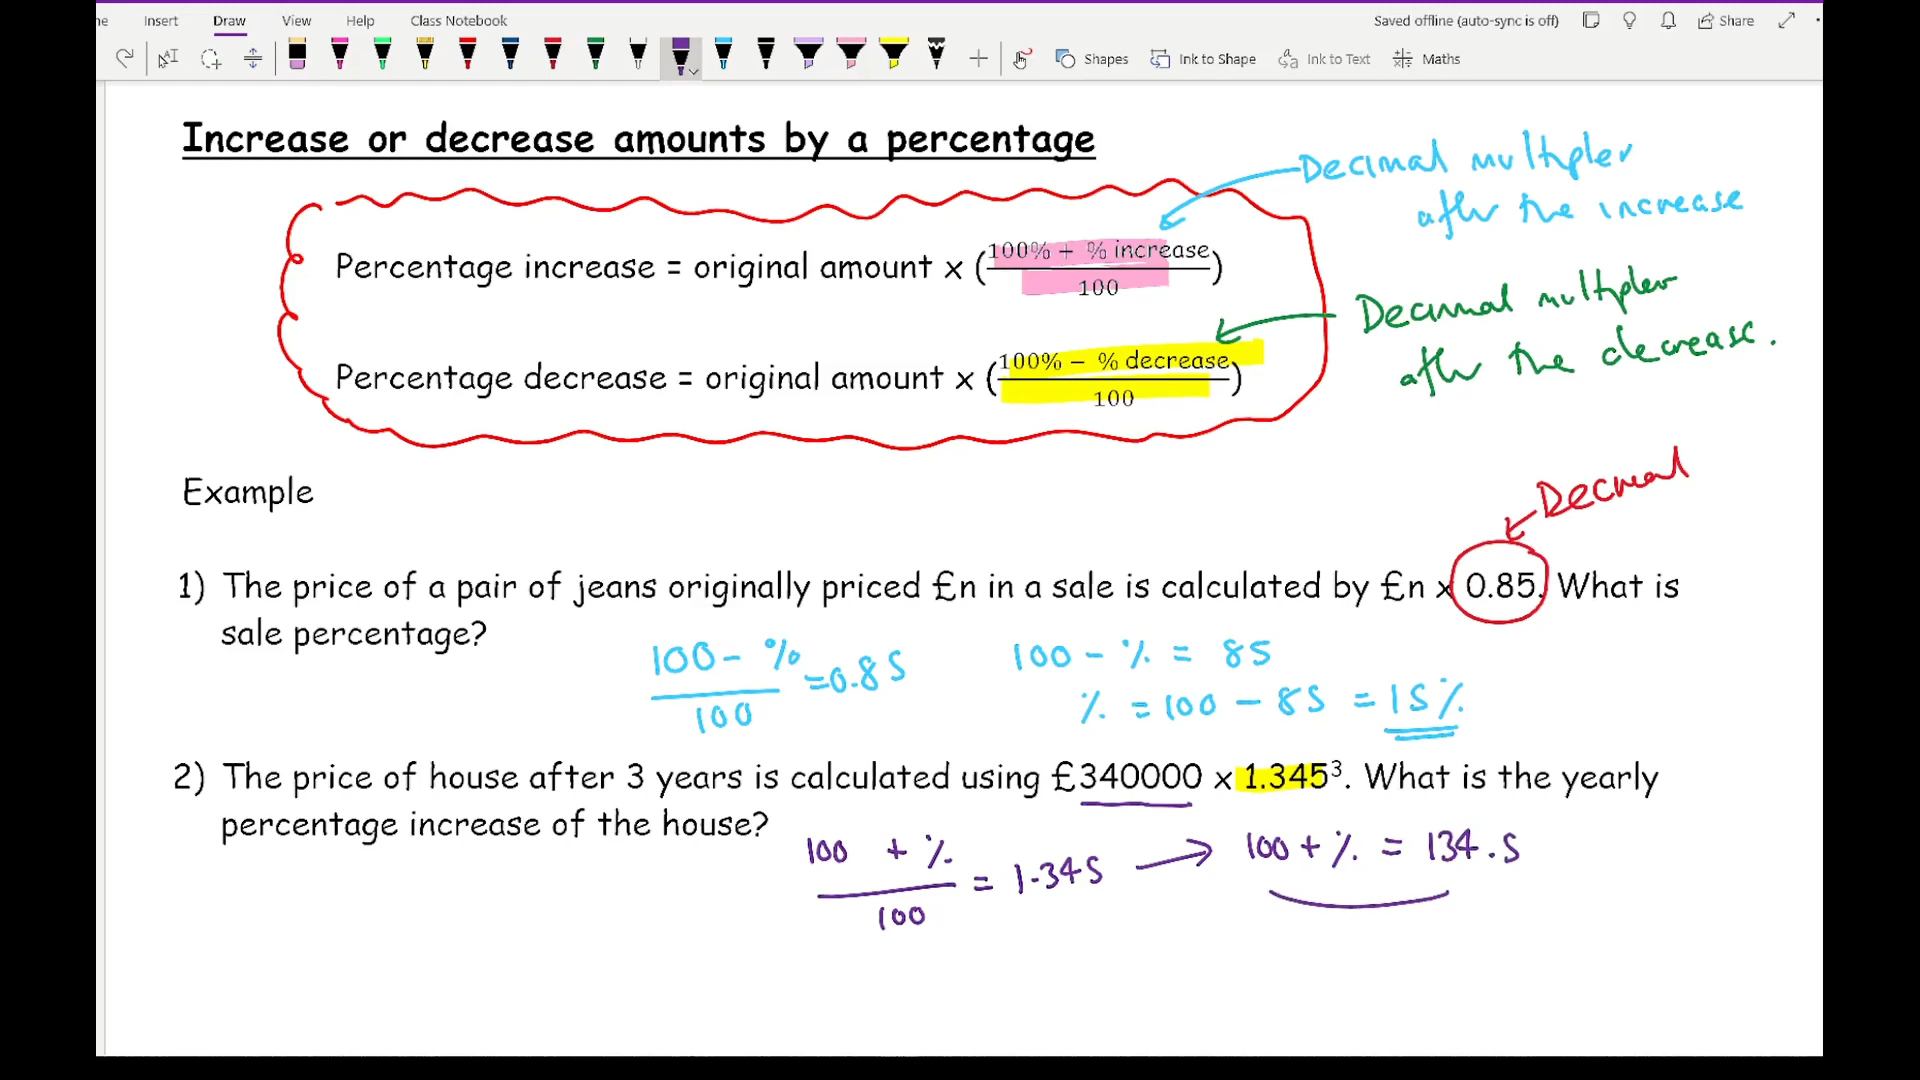 ne Insert Draw View Help Class Notebook Saved offline (auto-sync is off) Share
Shapes Ink to Shape Ink to Text Maths
Increase or decrease amounts by a percentage
Decimal multipler
after the increase
Percentage increase = original amount x (100% + % increase / 100)
Decimal multipler
after the decrease.
Percentage decrease = original amount x (100% − % decrease / 100)
Example
Decimal
1) The price of a pair of jeans originally priced £n in a sale is calculated by £n x 0.85. What is
sale percentage?
100 - % / 100 = 0.85
100 - % = 85
% = 100 - 85 = 15%
2) The price of house after 3 years is calculated using £340000 x 1.345³. What is the yearly
percentage increase of the house?
100 + % / 100 = 1.345 → 100 + % = 134.5